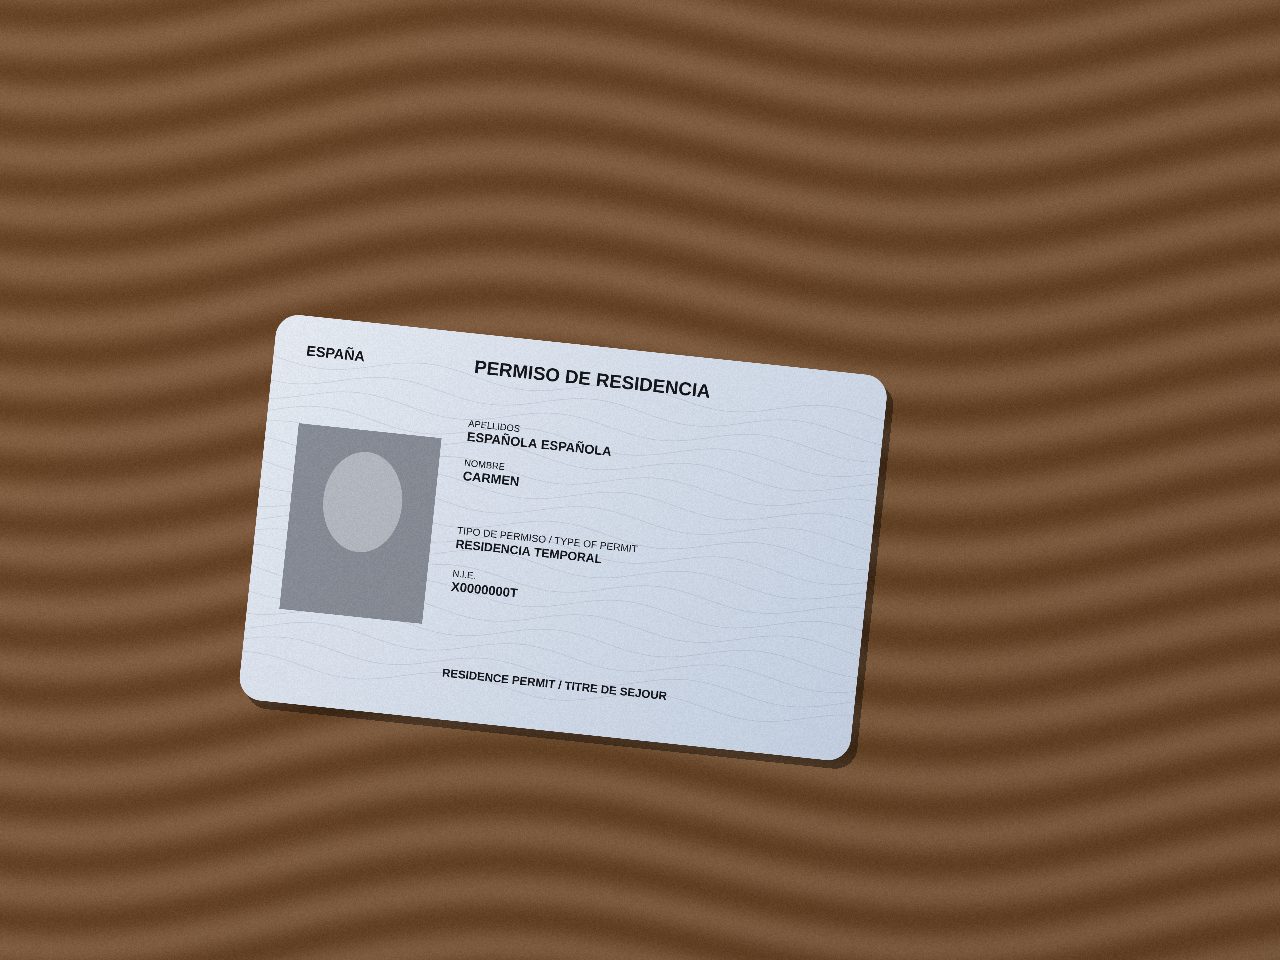 ESPAÑA
PERMISO DE RESIDENCIA
APELLIDOS
ESPAÑOLA ESPAÑOLA
NOMBRE
CARMEN
TIPO DE PERMISO / TYPE OF PERMIT
RESIDENCIA TEMPORAL
N.I.E.
X0000000T
RESIDENCE PERMIT / TITRE DE SEJOUR